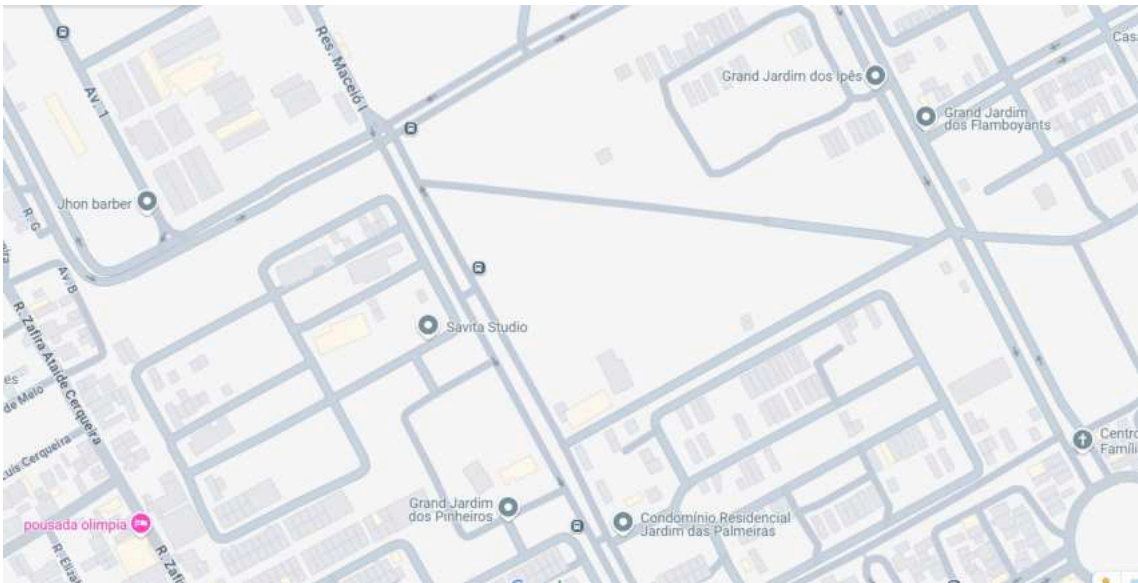 Av. 1
Res. Maceió I
Grand Jardim dos Ipês
Grand Jardim
dos Flamboyants
Jhon barber
R. G
Av. B
Savita Studio
R. Zafira Ataíde Cerqueira
de Melo
Luís Cerqueira
Grand Jardim
dos Pinheiros
Condomínio Residencial
Jardim das Palmeiras
Centro
Famíli
pousada olimpia
R. Zafi